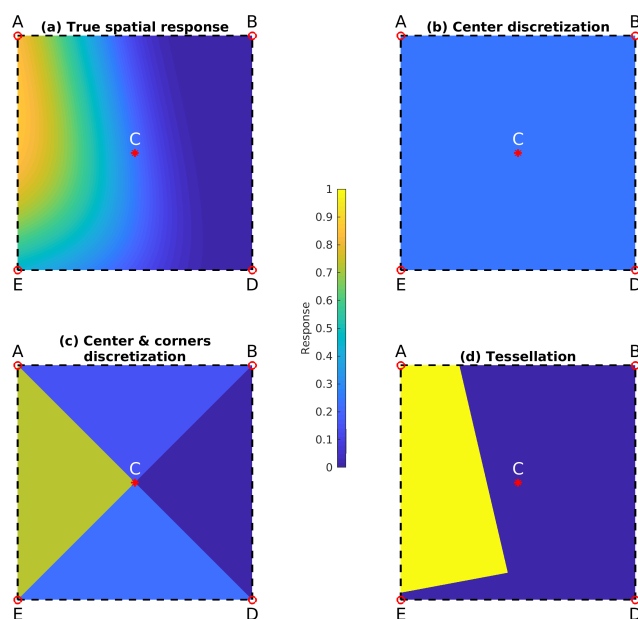 A
B
(a) True spatial response
C
E
D
A
B
(b) Center discretization
C
E
D
Response
1
0.9
0.8
0.7
0.6
0.5
0.4
0.3
0.2
0.1
0
(c) Center & corners
discretization
A
B
C
E
D
A
B
(d) Tessellation
C
E
D